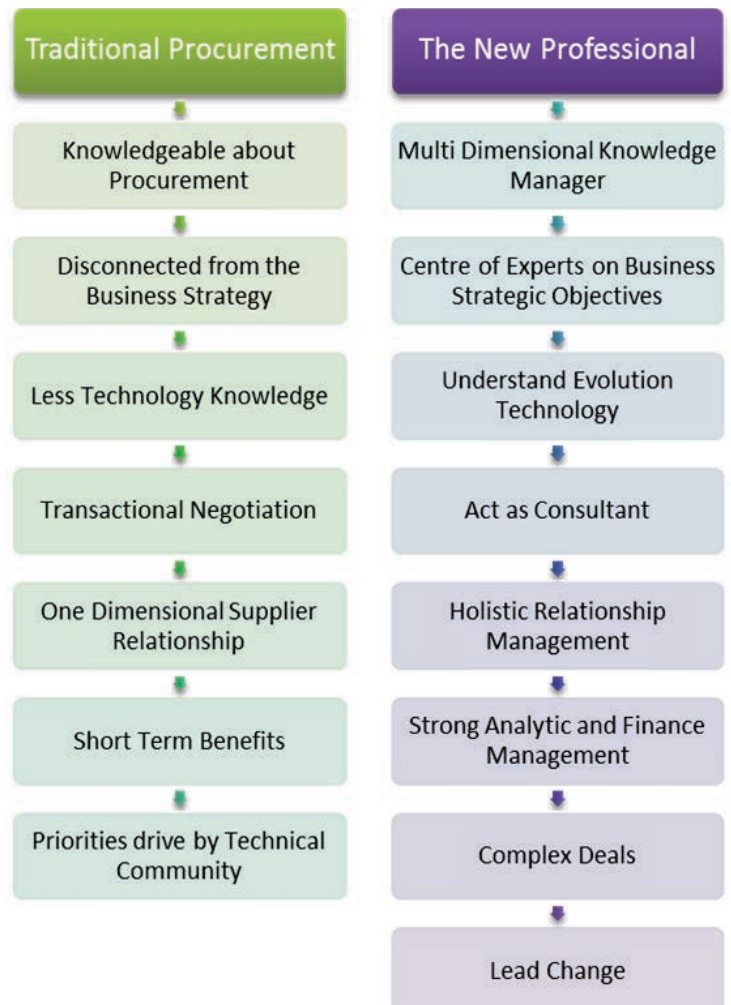 Traditional Procurement
Knowledgeable about
Procurement
Disconnected from the
Business Strategy
Less Technology Knowledge
Transactional Negotiation
One Dimensional Supplier
Relationship
Short Term Benefits
Priorities drive by Technical
Community
The New Professional
Multi Dimensional Knowledge
Manager
Centre of Experts on Business
Strategic Objectives
Understand Evolution
Technology
Act as Consultant
Holistic Relationship
Management
Strong Analytic and Finance
Management
Complex Deals
Lead Change